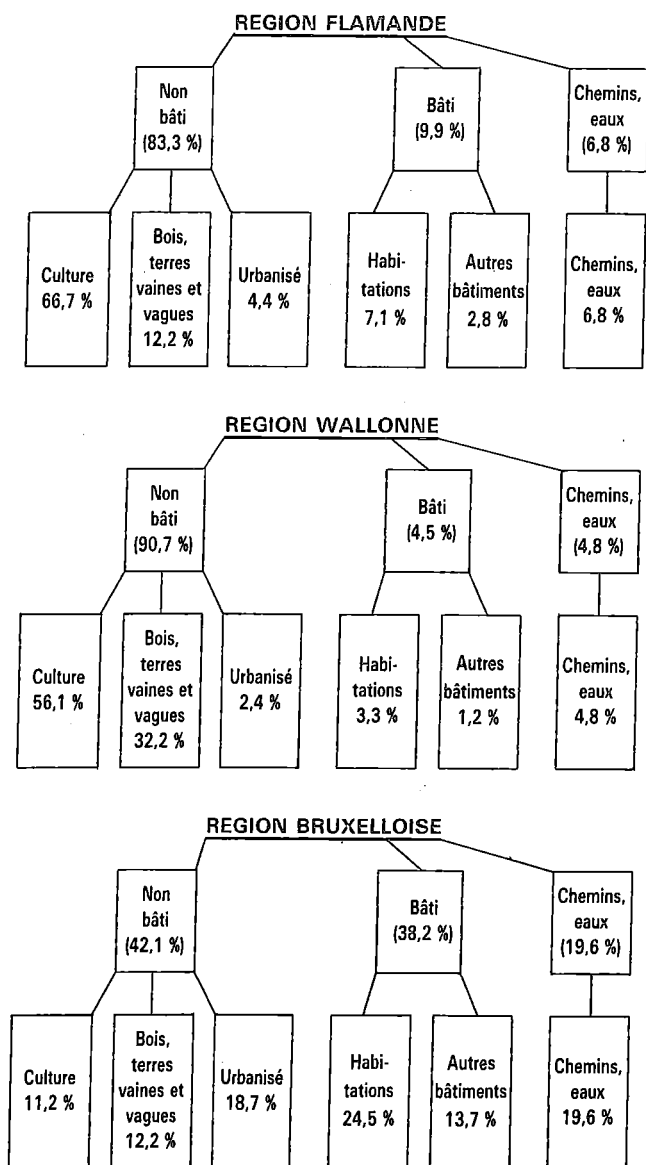 REGION FLAMANDE
Non
bâti
(83,3 %)
Bâti
(9,9 %)
Chemins,
eaux
(6,8 %)
Culture
66,7 %
Bois,
terres
vaines et
vagues
12,2 %
Urbanisé
4,4 %
Habi-
tations
7,1 %
Autres
bâtiments
2,8 %
Chemins,
eaux
6,8 %
REGION WALLONNE
Non
bâti
(90,7 %)
Bâti
(4,5 %)
Chemins,
eaux
(4,8 %)
Culture
56,1 %
Bois,
terres
vaines et
vagues
32,2 %
Urbanisé
2,4 %
Habi-
tations
3,3 %
Autres
bâtiments
1,2 %
Chemins,
eaux
4,8 %
REGION BRUXELLOISE
Non
bâti
(42,1 %)
Bâti
(38,2 %)
Chemins,
eaux
(19,6 %)
Culture
11,2 %
Bois,
terres
vaines et
vagues
12,2 %
Urbanisé
18,7 %
Habi-
tations
24,5 %
Autres
bâtiments
13,7 %
Chemins,
eaux
19,6 %